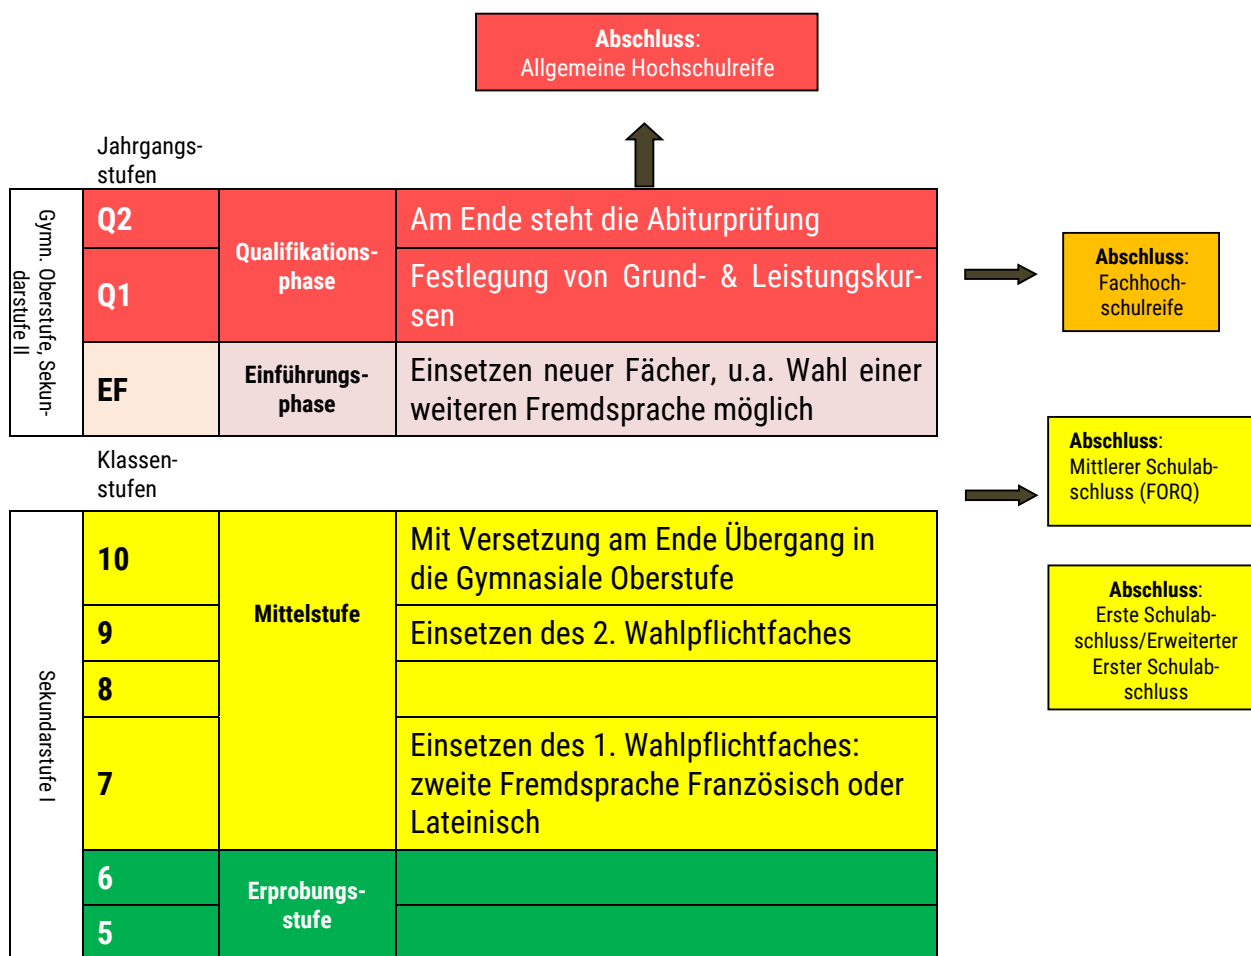 Abschluss:
Allgemeine Hochschulreife
Jahrgangs-
stufen
Gymn. Oberstufe, Sekun-
darstufe II
Q2
Qualifikations-
phase
Am Ende steht die Abiturprüfung
Q1
Festlegung von Grund- & Leistungskur-
sen
EF
Einführungs-
phase
Einsetzen neuer Fächer, u.a. Wahl einer
weiteren Fremdsprache möglich
Abschluss:
Fachhoch-
schulreife
Klassen-
stufen
Abschluss:
Mittlerer Schulab-
schluss (FORQ)
Sekundarstufe I
10
Mittelstufe
Mit Versetzung am Ende Übergang in
die Gymnasiale Oberstufe
9
Einsetzen des 2. Wahlpflichtfaches
8
7
Einsetzen des 1. Wahlpflichtfaches:
zweite Fremdsprache Französisch oder
Lateinisch
Abschluss:
Erste Schulab-
schluss/Erweiterter
Erster Schulab-
schluss
6
Erprobungs-
stufe
5